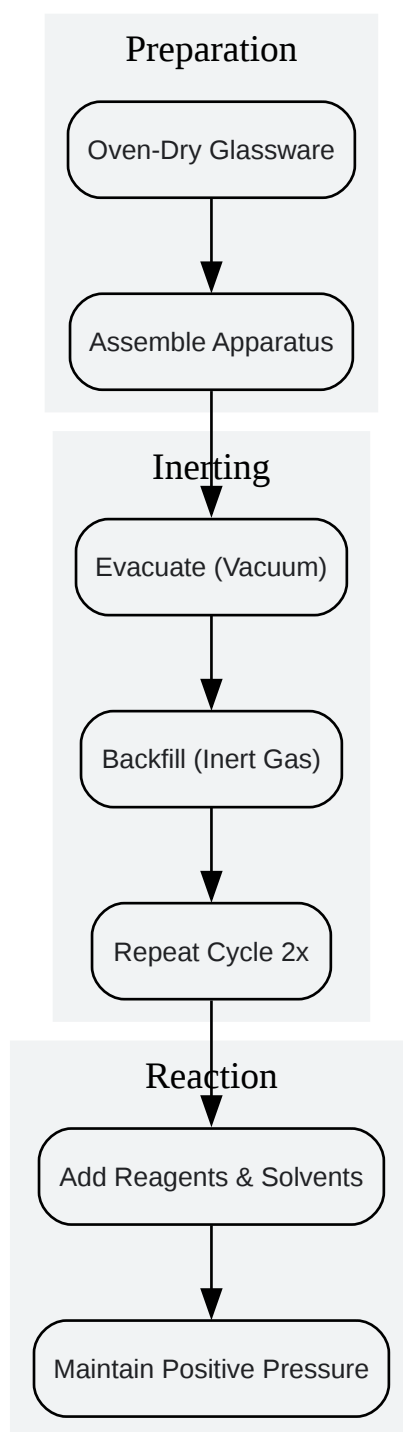 Preparation
Oven-Dry Glassware
Assemble Apparatus
Inerting
Evacuate (Vacuum)
Backfill (Inert Gas)
Repeat Cycle 2x
Reaction
Add Reagents & Solvents
Maintain Positive Pressure